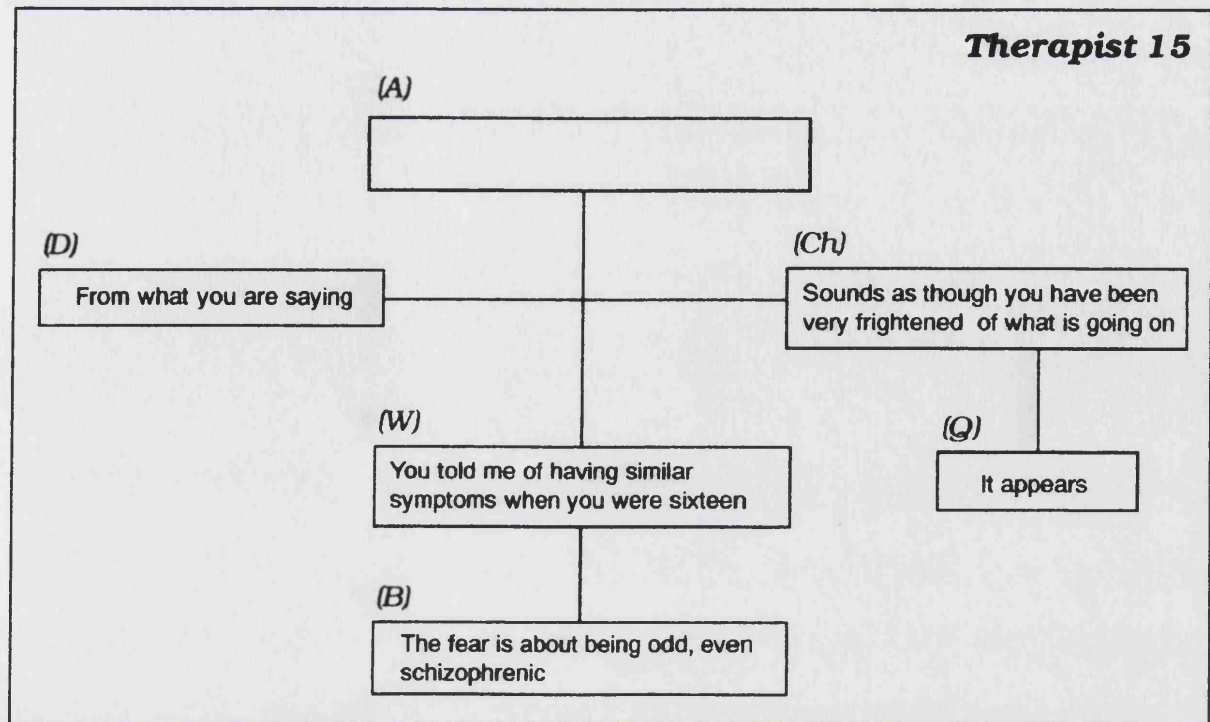 Therapist 15
(A)
(D)
From what you are saying
(Ch)
Sounds as though you have been
very frightened of what is going on
(W)
You told me of having similar
symptoms when you were sixteen
(Q)
It appears
(B)
The fear is about being odd, even
schizophrenic